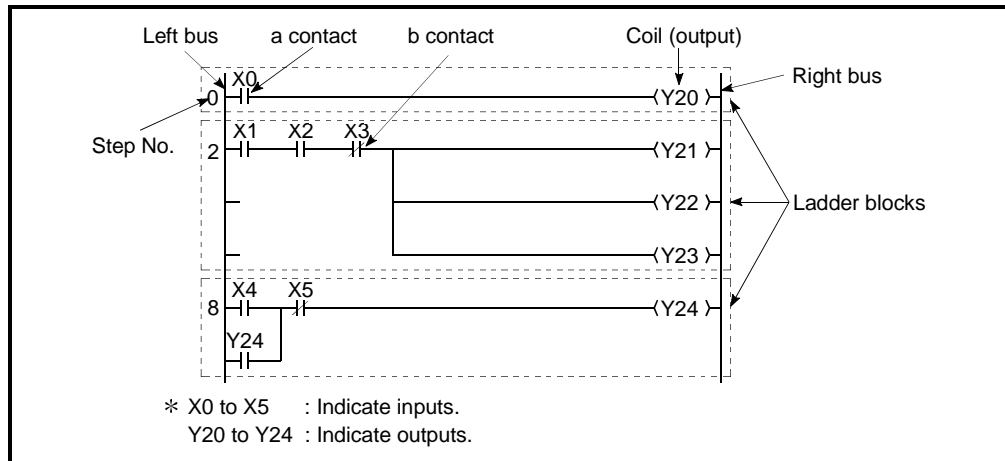 Left bus a contact b contact Coil (output)
Right bus
X0
0 Y20
Step No.
X1 X2 X3
2 Y21
Y22 Ladder blocks
Y23
X4 X5
8 Y24
Y24
* X0 to X5 : Indicate inputs.
Y20 to Y24 : Indicate outputs.